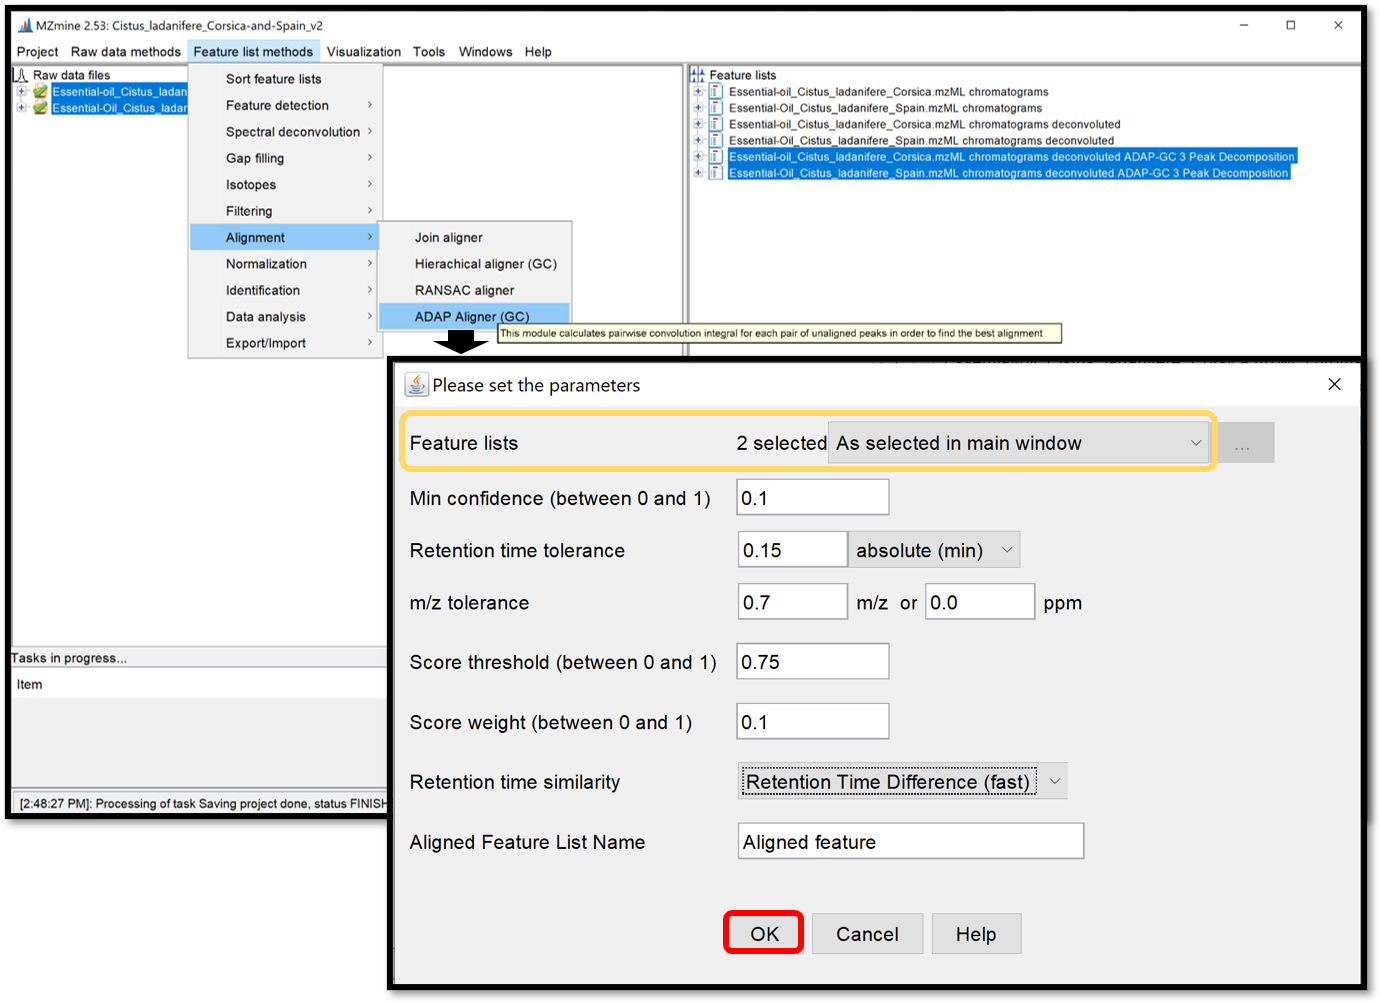 MZmine 2.53: Cistus_ladanifere_Corsica-and-Spain_v2
Project Raw data methods Feature list methods Visualization Tools Windows Help
Raw data files
Essential-oil_Cistus_ladan
Essential-Oil_Cistus_ladar
Sort feature lists
Feature detection
Spectral deconvolution
Gap filling
Isotopes
Filtering
Alignment
Normalization
Identification
Data analysis
Export/Import
Join aligner
Hierachical aligner (GC)
RANSAC aligner
ADAP Aligner (GC)
This module calculates pairwise convolution integral for each pair of unaligned peaks in order to find the best alignment
Feature lists
Essential-oil_Cistus_ladanifere_Corsica.mzML chromatograms
Essential-Oil_Cistus_ladanifere_Spain.mzML chromatograms
Essential-oil_Cistus_ladanifere_Corsica.mzML chromatograms deconvoluted
Essential-Oil_Cistus_ladanifere_Spain.mzML chromatograms deconvoluted
Essential-oil_Cistus_ladanifere_Corsica.mzML chromatograms deconvoluted ADAP-GC 3 Peak Decomposition
Essential-Oil_Cistus_ladanifere_Spain.mzML chromatograms deconvoluted ADAP-GC 3 Peak Decomposition
Tasks in progress...
Item
[2:48:27 PM]: Processing of task Saving project done, status FINISH
Please set the parameters
Feature lists 2 selected As selected in main window ...
Min confidence (between 0 and 1) 0.1
Retention time tolerance 0.15 absolute (min)
m/z tolerance 0.7 m/z or 0.0 ppm
Score threshold (between 0 and 1) 0.75
Score weight (between 0 and 1) 0.1
Retention time similarity Retention Time Difference (fast)
Aligned Feature List Name Aligned feature
OK Cancel Help